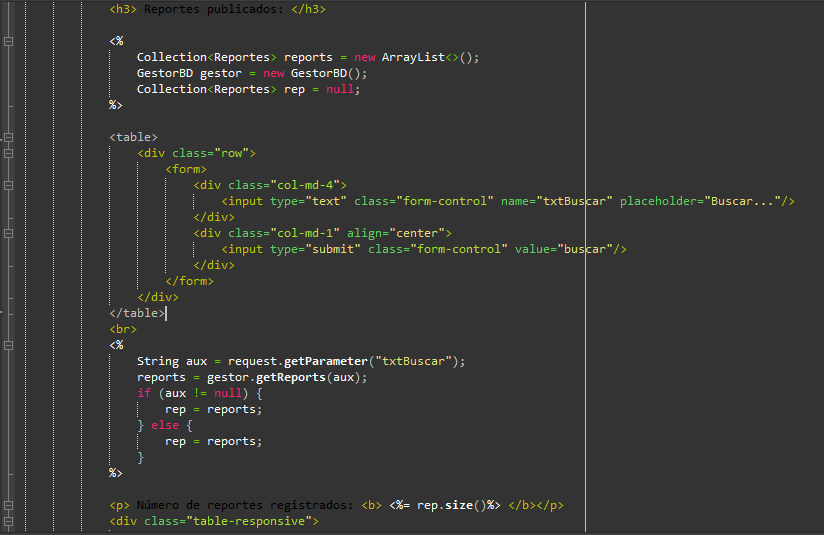 <h3> Reportes publicados: </h3>
<%
Collection<Reportes> reports = new ArrayList<>();
GestorBD gestor = new GestorBD();
Collection<Reportes> rep = null;
%>
<table>
<div class="row">
<form>
<div class="col-md-4">
<input type="text" class="form-control" name="txtBuscar" placeholder="Buscar..."/>
</div>
<div class="col-md-1" align="center">
<input type="submit" class="form-control" value="buscar"/>
</div>
</form>
</div>
</table>
<br>
<%
String aux = request.getParameter("txtBuscar");
reports = gestor.getReports(aux);
if (aux != null) {
rep = reports;
} else {
rep = reports;
}
%>
<p> Número de reportes registrados: <b> <%= rep.size()%> </b></p>
<div class="table-responsive">